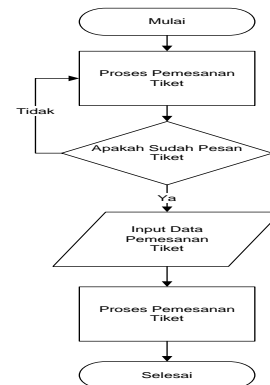 Mulai
Proses Pemesanan
Tiket
Tidak
Apakah Sudah Pesan
Tiket
Ya
Input Data
Pemesanan
Tiket
Proses Pemesanan
Tiket
Selesai